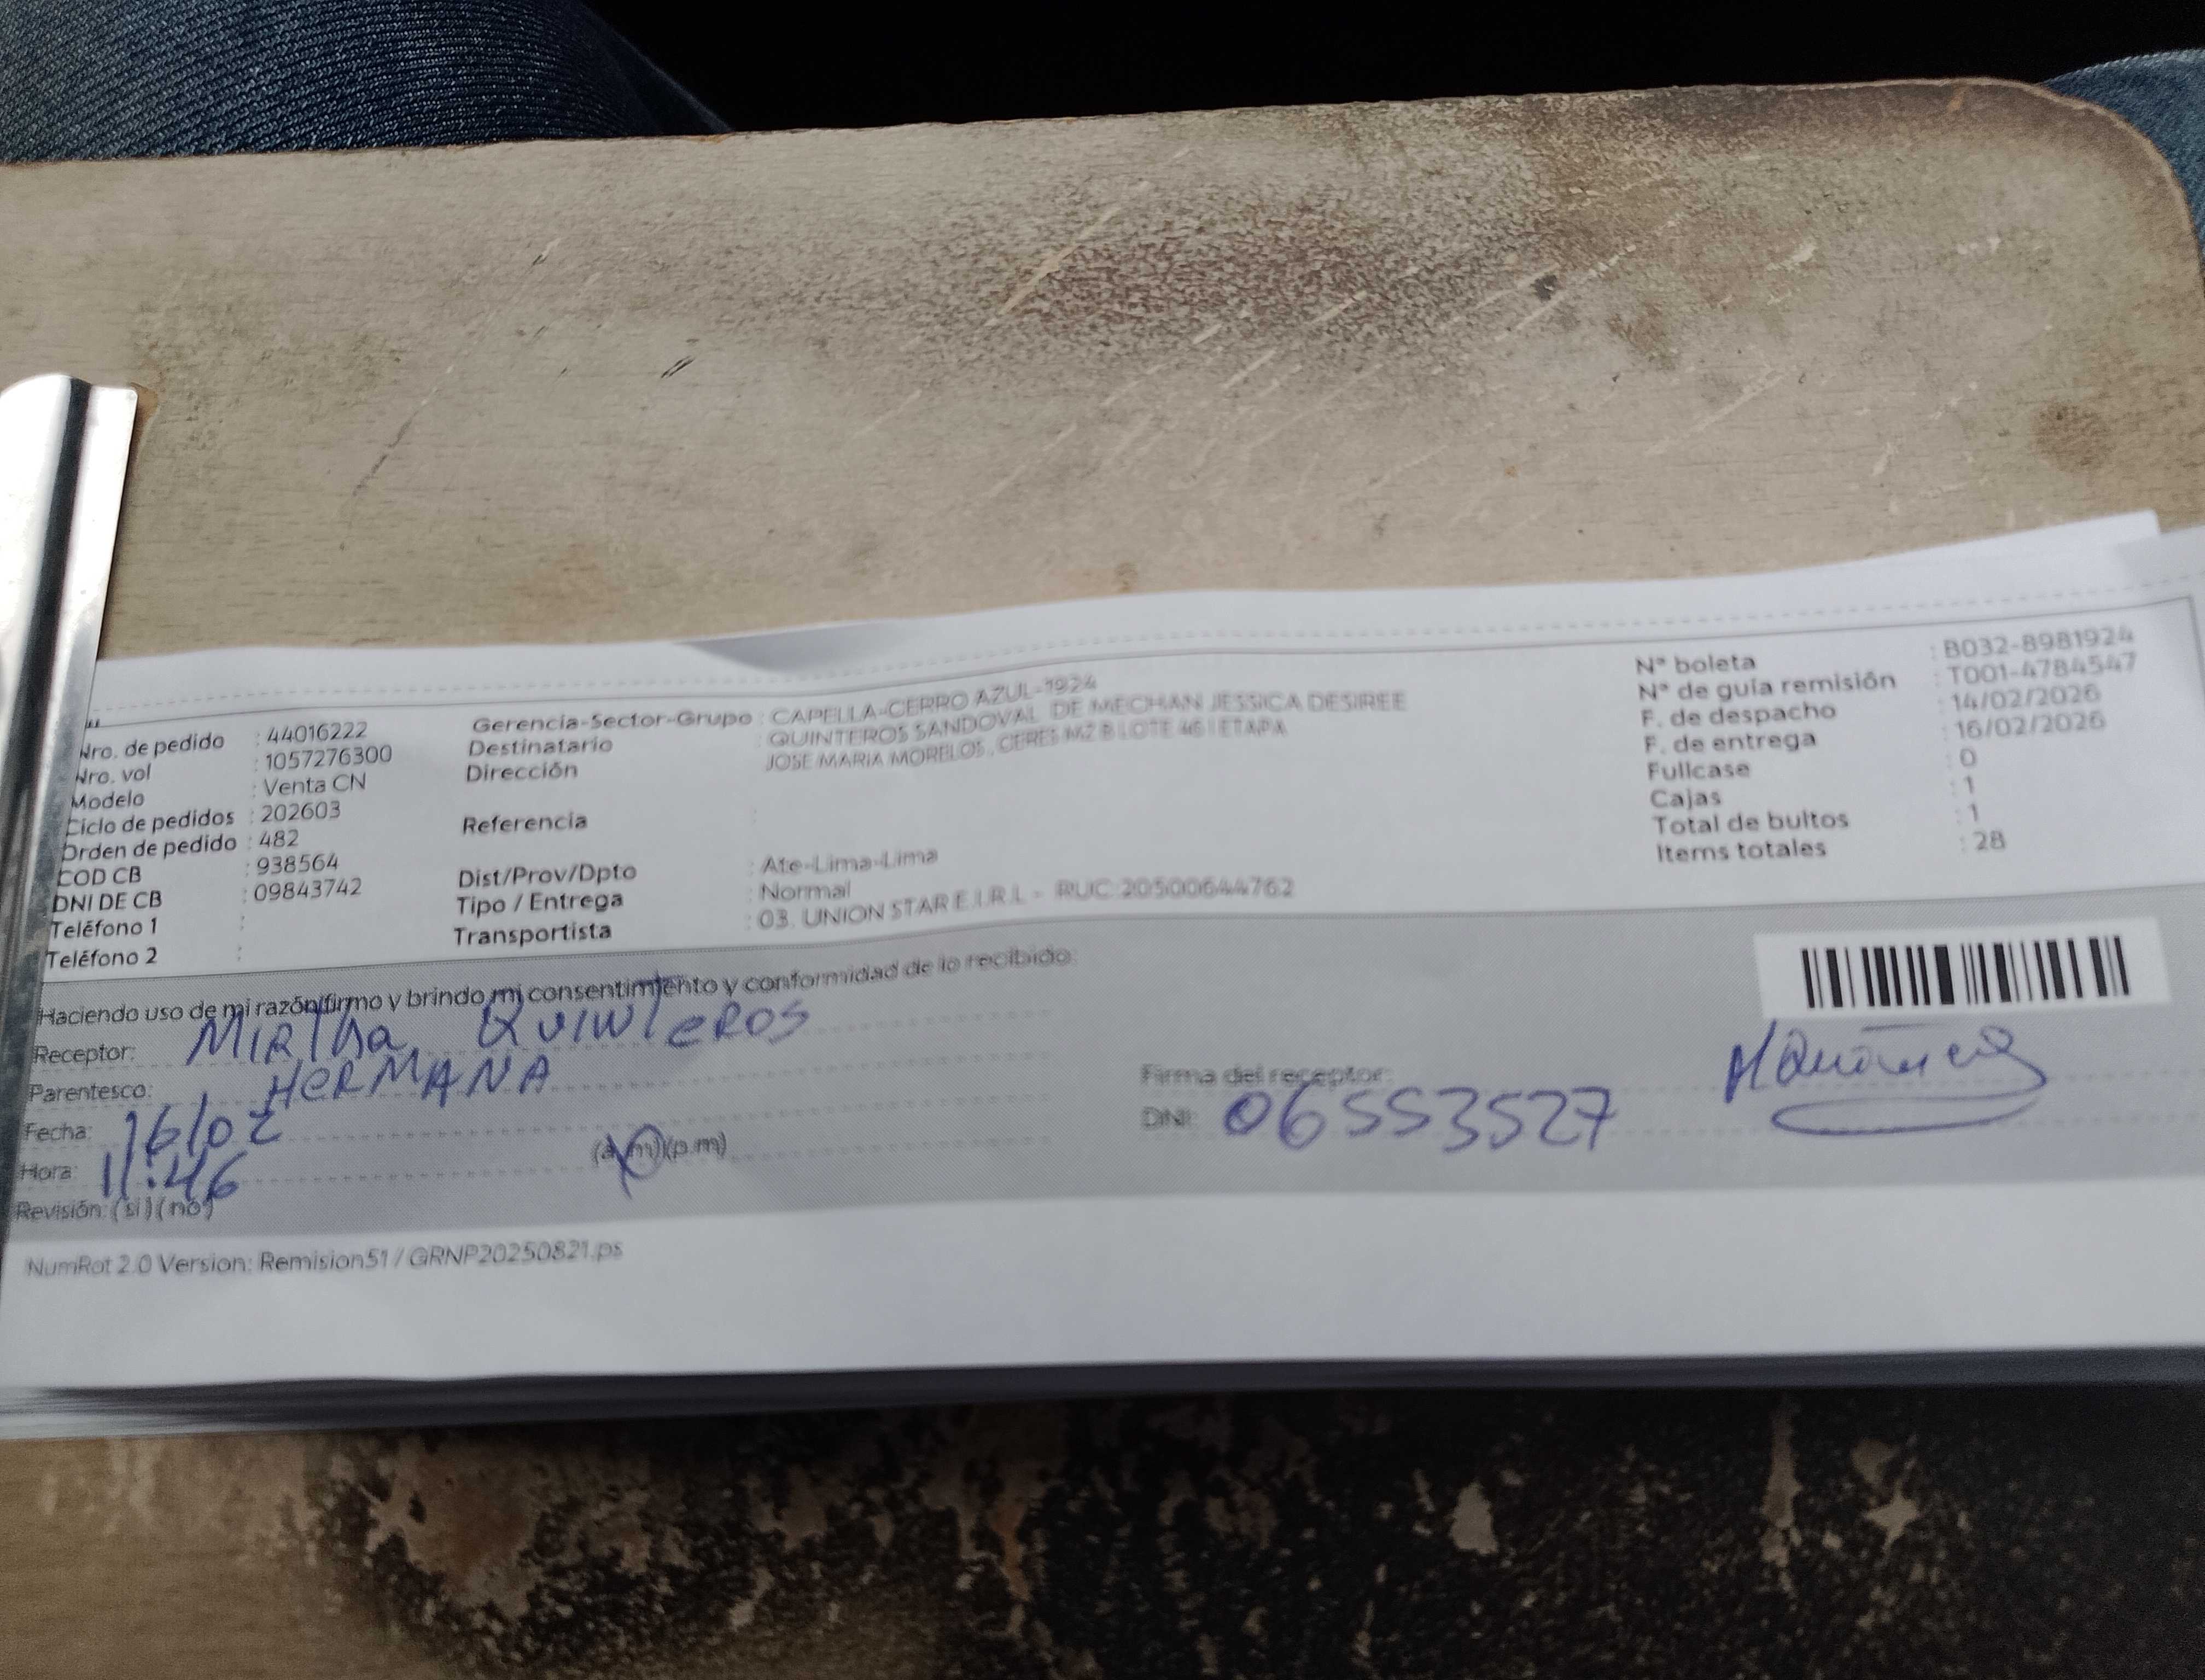 Nro. de pedido : 44016222
Nro. vol : 1057276300
Modelo : Venta CN
Ciclo de pedidos : 202603
Orden de pedido : 482
COD CB : 938564
DNI DE CB : 09843742
Teléfono 1 :
Teléfono 2 :
Gerencia-Sector-Grupo : CAPELLA-CERRO AZUL-1924
Destinatario : QUINTEROS SANDOVAL DE MECHAN JESSICA DESIREE
Dirección JOSE MARIA MORELOS, CERES MZ B LOTE 46 I ETAPA
Referencia :
Dist/Prov/Dpto : Ate-Lima-Lima
Tipo / Entrega : Normal
Transportista : 03. UNION STAR E.I.R.L - RUC:20500644762
N° boleta : B032-8981924
N° de guía remisión : T001-4784547
F. de despacho : 14/02/2026
F. de entrega : 16/02/2026
Fullcase : 0
Cajas : 1
Total de bultos : 1
Items totales : 28
Haciendo uso de mi razón firmo y brindo mi consentimiento y conformidad de lo recibido:
Receptor: Mirtha Quinteros
Parentesco: HERMANA
Fecha: 16/02
Hora: 11:46 (a.m)(p.m)
Revisión: (si) (no)
Firma del receptor:
DNI: 06553527
NumRot 2.0 Version: Remision51 / GRNP20250821.ps